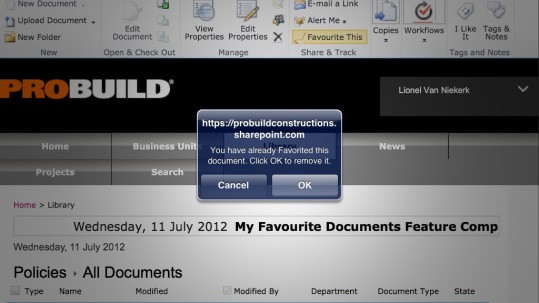 New Document
Upload Document
New Folder
Edit Document
View Properties
Edit Properties
E-mail a Link
Alert Me
Favourite This
Copies
Workflows
I Like It
Tags & Notes
New
Open & Check Out
Manage
Share & Track
Tags and Notes
PROBUILD
Lionel Van Niekerk
https://probuildconstructions.
sharepoint.com
You have already Favorited this
document. Click OK to remove it.
Cancel
OK
Home
Business Units
Library
News
Projects
Search
Home > Library
Wednesday, 11 July 2012 My Favourite Documents Feature Comp
Wednesday, 11 July 2012
Policies › All Documents
Type Name Modified Modified By Department Document Type State